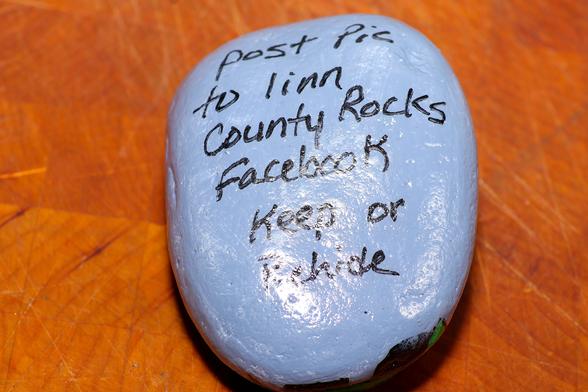 post Pic
to linn
County Rocks
Facebook
Keep or
Rehide